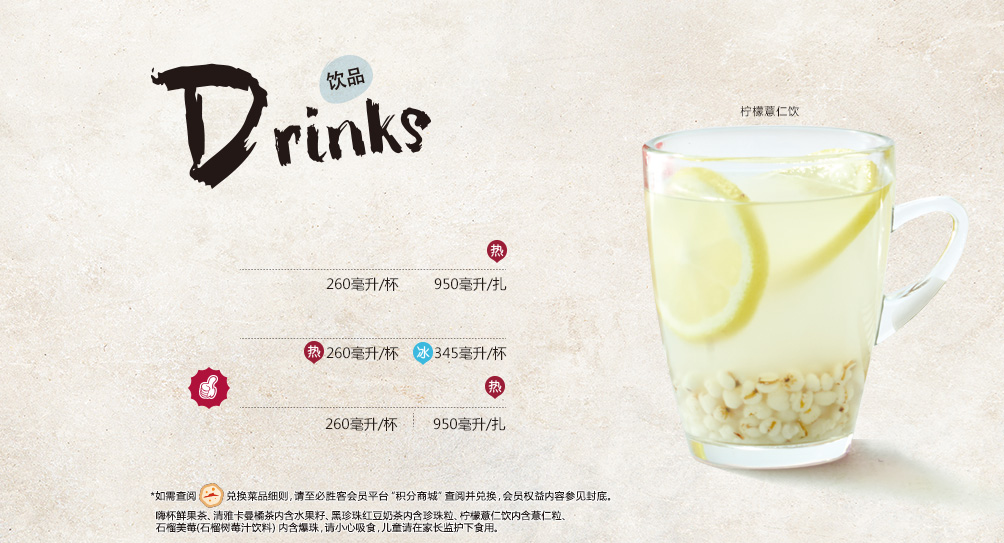 饮品
Drinks
柠檬薏仁饮
热
260毫升/杯 950毫升/扎
热 260毫升/杯 冰 345毫升/杯
热
260毫升/杯 950毫升/扎
*如需查阅 兑换菜品细则,请至必胜客会员平台“积分商城”查阅并兑换,会员权益内容参见封底。
嗨杯鲜果茶、清雅卡曼橘茶内含水果籽、黑珍珠红豆奶茶内含珍珠粒、柠檬薏仁饮内含薏仁粒、
石榴美莓(石榴树莓汁饮料)内含爆珠,请小心吸食,儿童请在家长监护下食用。